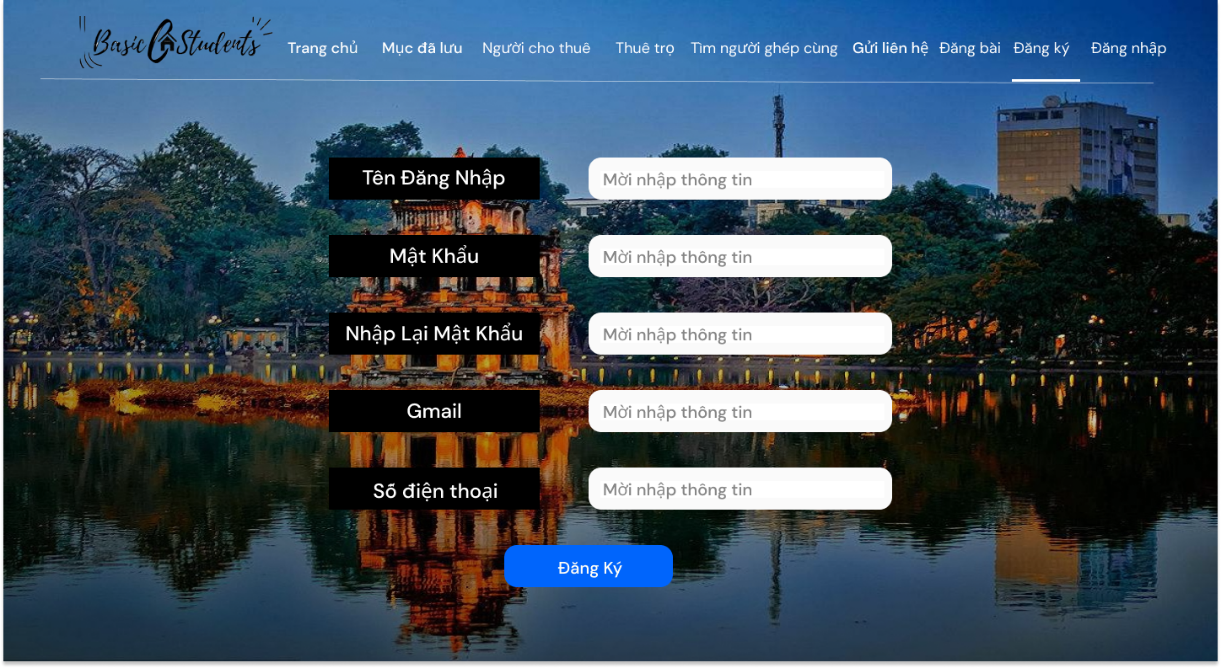 Basic Students
Trang chủ Mục đã lưu Người cho thuê Thuê trọ Tìm người ghép cùng Gửi liên hệ Đăng bài Đăng ký Đăng nhập
Tên Đăng Nhập Mời nhập thông tin
Mật Khẩu Mời nhập thông tin
Nhập Lại Mật Khẩu Mời nhập thông tin
Gmail Mời nhập thông tin
Số điện thoại Mời nhập thông tin
Đăng Ký